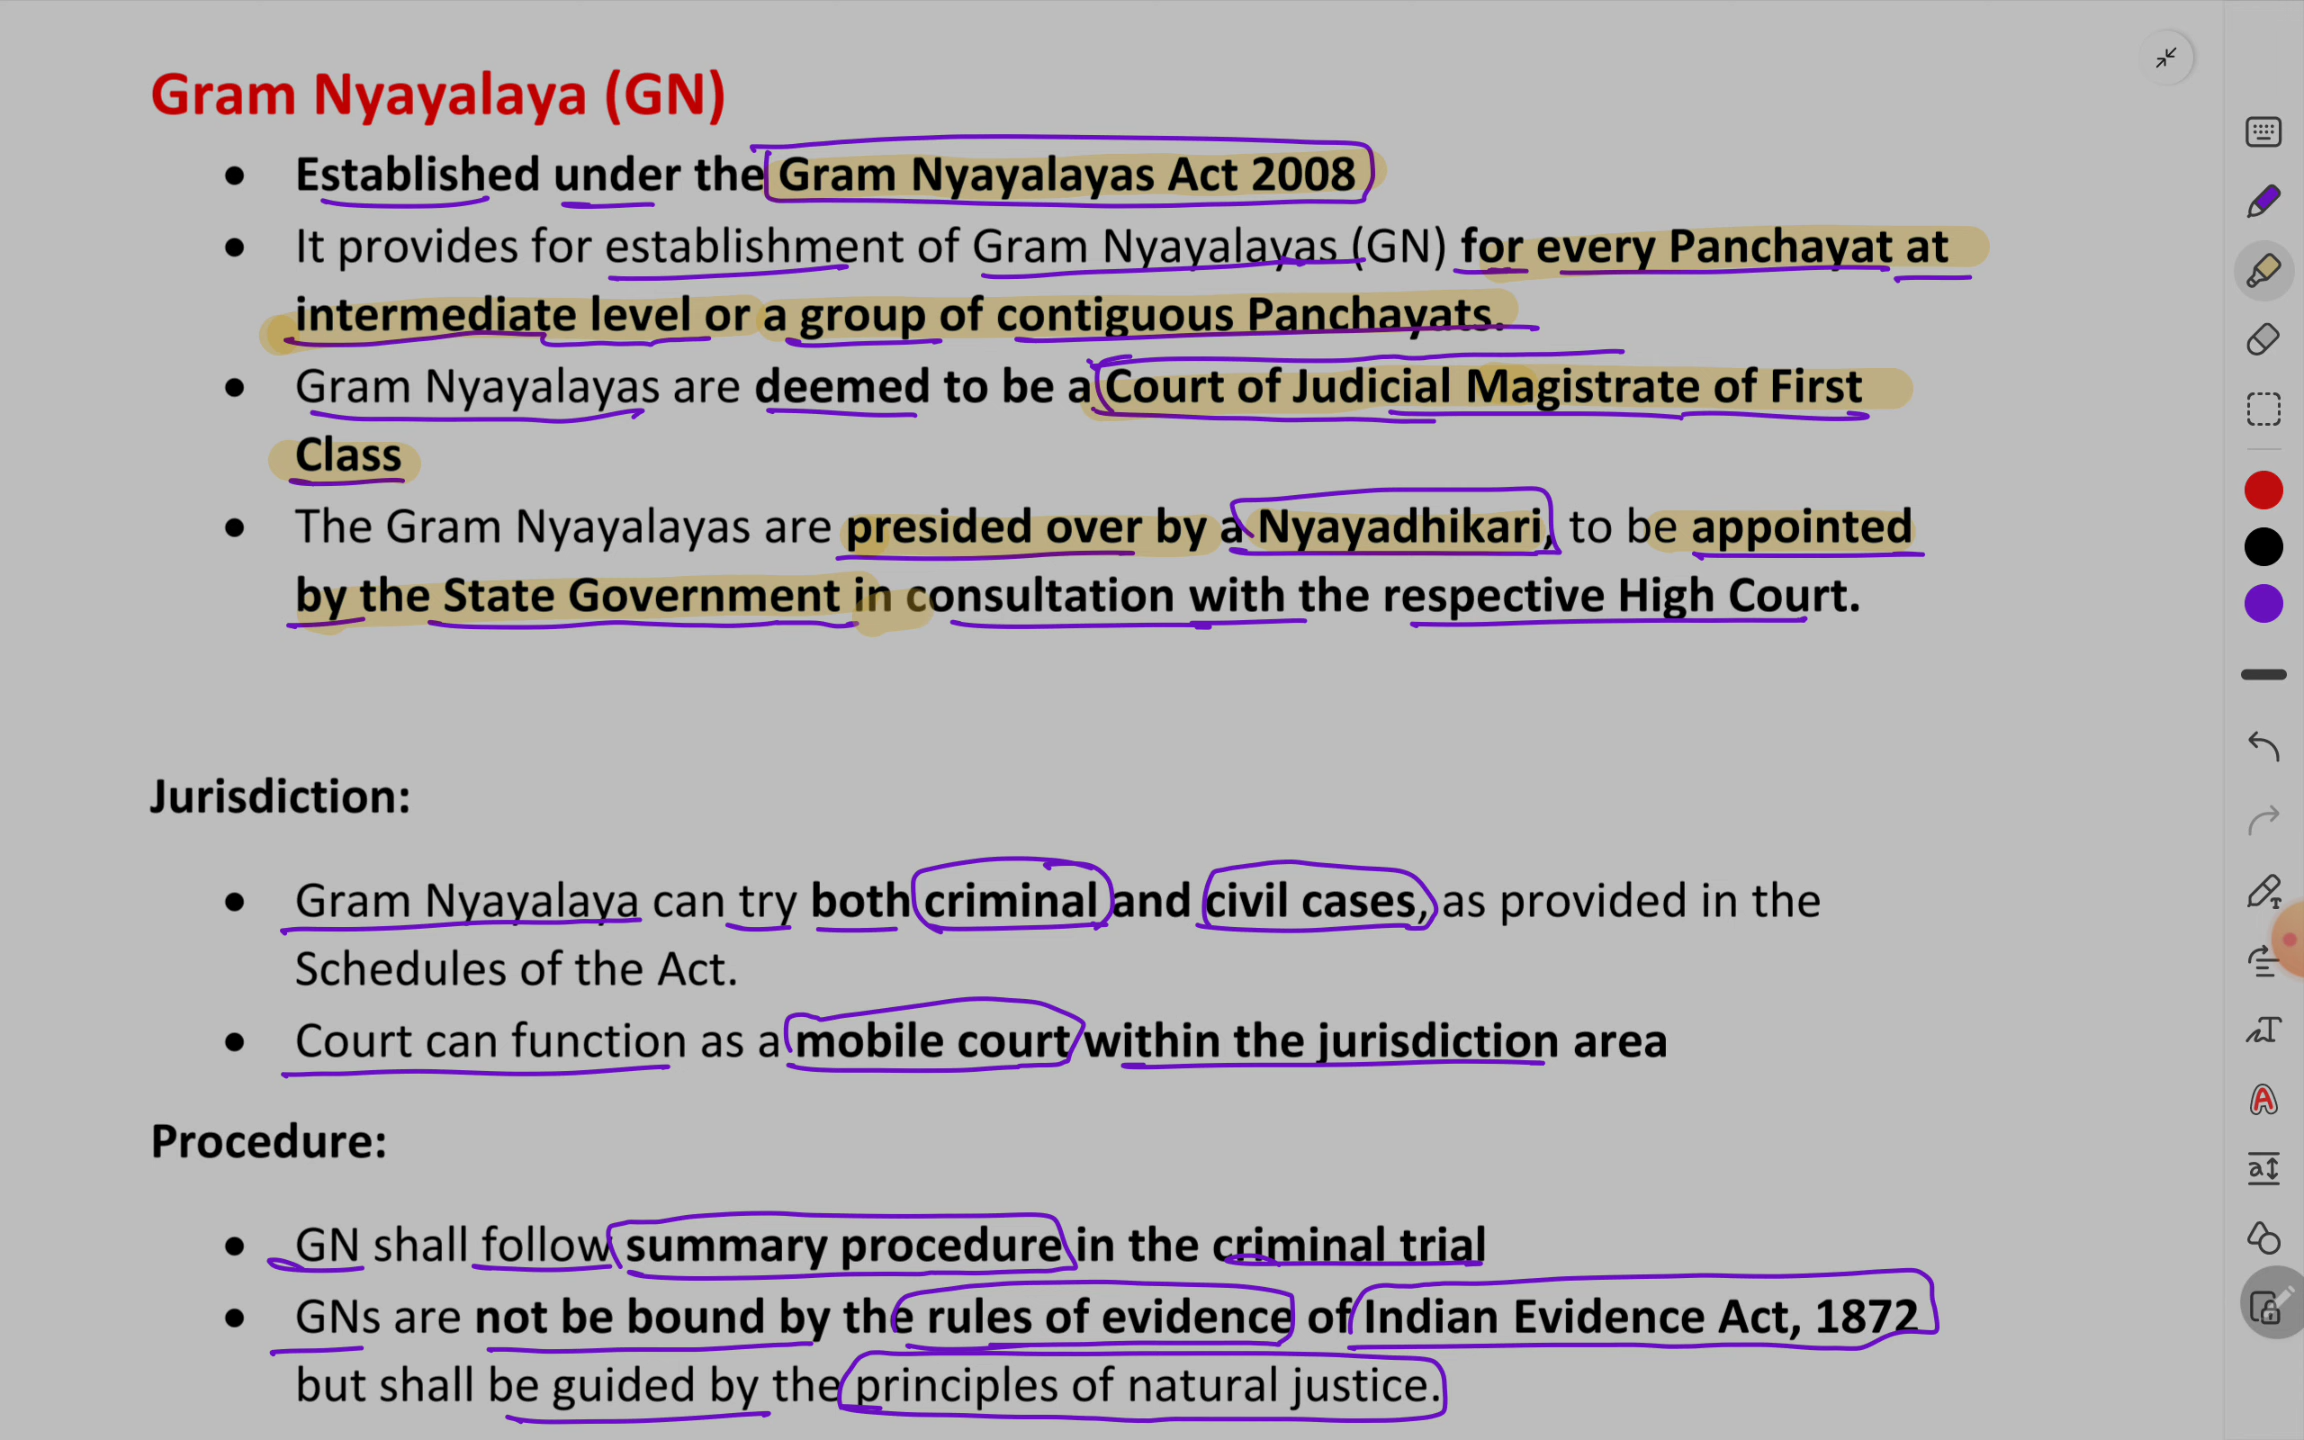 Gram Nyayalaya (GN)
• Established under the Gram Nyayalayas Act 2008
• It provides for establishment of Gram Nyayalayas (GN) for every Panchayat at
intermediate level or a group of contiguous Panchayats.
• Gram Nyayalayas are deemed to be a Court of Judicial Magistrate of First
Class
• The Gram Nyayalayas are presided over by a Nyayadhikari, to be appointed
by the State Government in consultation with the respective High Court.
Jurisdiction:
• Gram Nyayalaya can try both criminal and civil cases, as provided in the
Schedules of the Act.
• Court can function as a mobile court within the jurisdiction area
Procedure:
• GN shall follow summary procedure in the criminal trial
• GNs are not be bound by the rules of evidence of Indian Evidence Act, 1872
but shall be guided by the principles of natural justice.